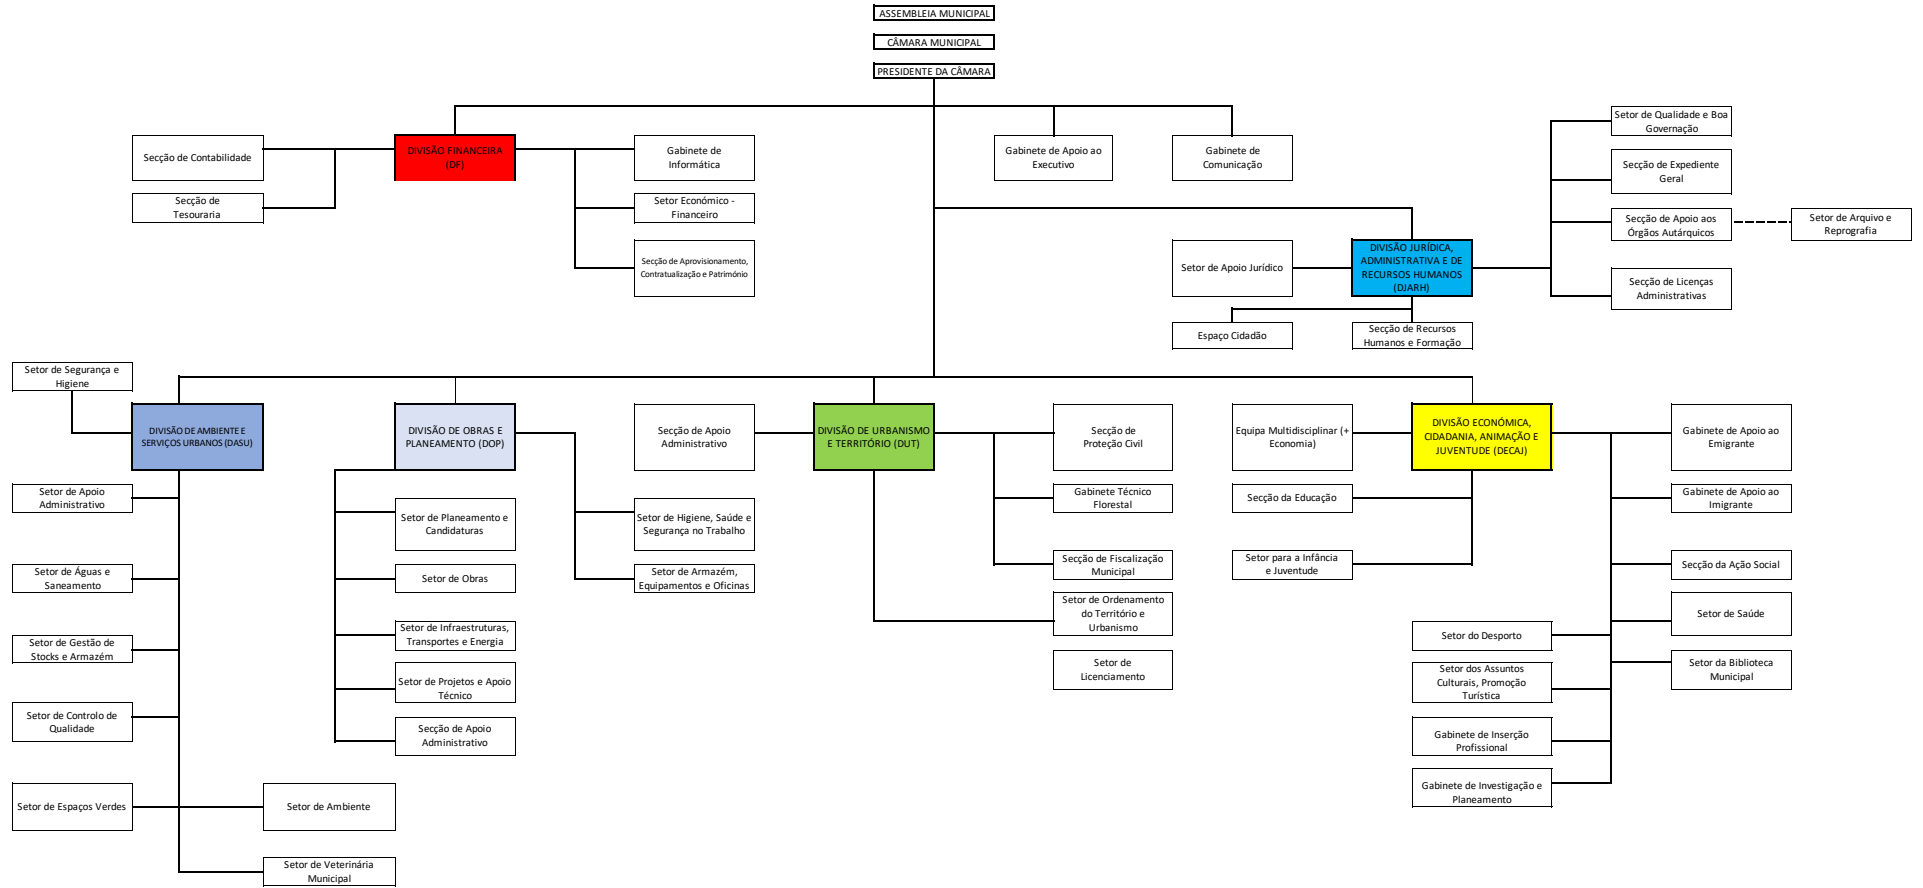 ASSEMBLEIA MUNICIPAL
CÂMARA MUNICIPAL
PRESIDENTE DA CÂMARA
Secção de Contabilidade
DIVISÃO FINANCEIRA
(DF)
Gabinete de
Informática
Gabinete de Apoio ao
Executivo
Gabinete de
Comunicação
Setor de Qualidade e Boa
Governação
Secção de Expediente
Geral
Secção de
Tesouraria
Setor Económico -
Financeiro
Secção de Apoio aos
Órgãos Autárquicos
Setor de Arquivo e
Reprografia
Secção de Aprovisionamento,
Contratualização e Património
Setor de Apoio Jurídico
DIVISÃO JURÍDICA,
ADMINISTRATIVA E DE
RECURSOS HUMANOS
(DJARH)
Secção de Licenças
Administrativas
Espaço Cidadão
Secção de Recursos
Humanos e Formação
Setor de Segurança e
Higiene
DIVISÃO DE AMBIENTE E
SERVIÇOS URBANOS (DASU)
DIVISÃO DE OBRAS E
PLANEAMENTO (DOP)
Secção de Apoio
Administrativo
DIVISÃO DE URBANISMO
E TERRITÓRIO (DUT)
Secção de
Proteção Civil
Equipa Multidisciplinar (+
Economia)
DIVISÃO ECONÓMICA,
CIDADANIA, ANIMAÇÃO E
JUVENTUDE (DECAJ)
Gabinete de Apoio ao
Emigrante
Setor de Apoio
Administrativo
Setor de Planeamento e
Candidaturas
Setor de Higiene, Saúde e
Segurança no Trabalho
Gabinete Técnico
Florestal
Secção da Educação
Gabinete de Apoio ao
Imigrante
Setor de Águas e
Saneamento
Setor de Obras
Setor de Armazém,
Equipamentos e Oficinas
Secção de Fiscalização
Municipal
Setor para a Infância
e Juventude
Secção da Ação Social
Setor de Ordenamento
do Território e
Urbanismo
Setor de Saúde
Setor de Gestão de
Stocks e Armazém
Setor de Infraestruturas,
Transportes e Energia
Setor do Desporto
Setor de Projetos e Apoio
Técnico
Setor de
Licenciamento
Setor dos Assuntos
Culturais, Promoção
Turística
Setor da Biblioteca
Municipal
Setor de Controlo de
Qualidade
Secção de Apoio
Administrativo
Gabinete de Inserção
Profissional
Setor de Espaços Verdes
Setor de Ambiente
Gabinete de Investigação e
Planeamento
Setor de Veterinária
Municipal